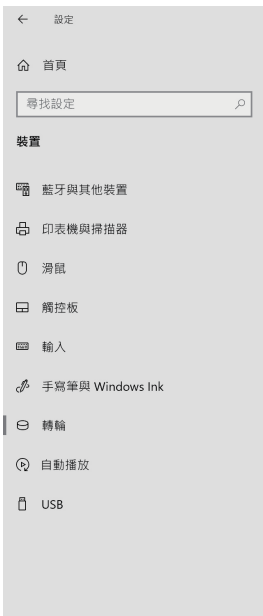 設定
首頁
尋找設定
裝置
藍牙與其他裝置
印表機與掃描器
滑鼠
觸控板
輸入
手寫筆與 Windows Ink
轉輪
自動播放
USB